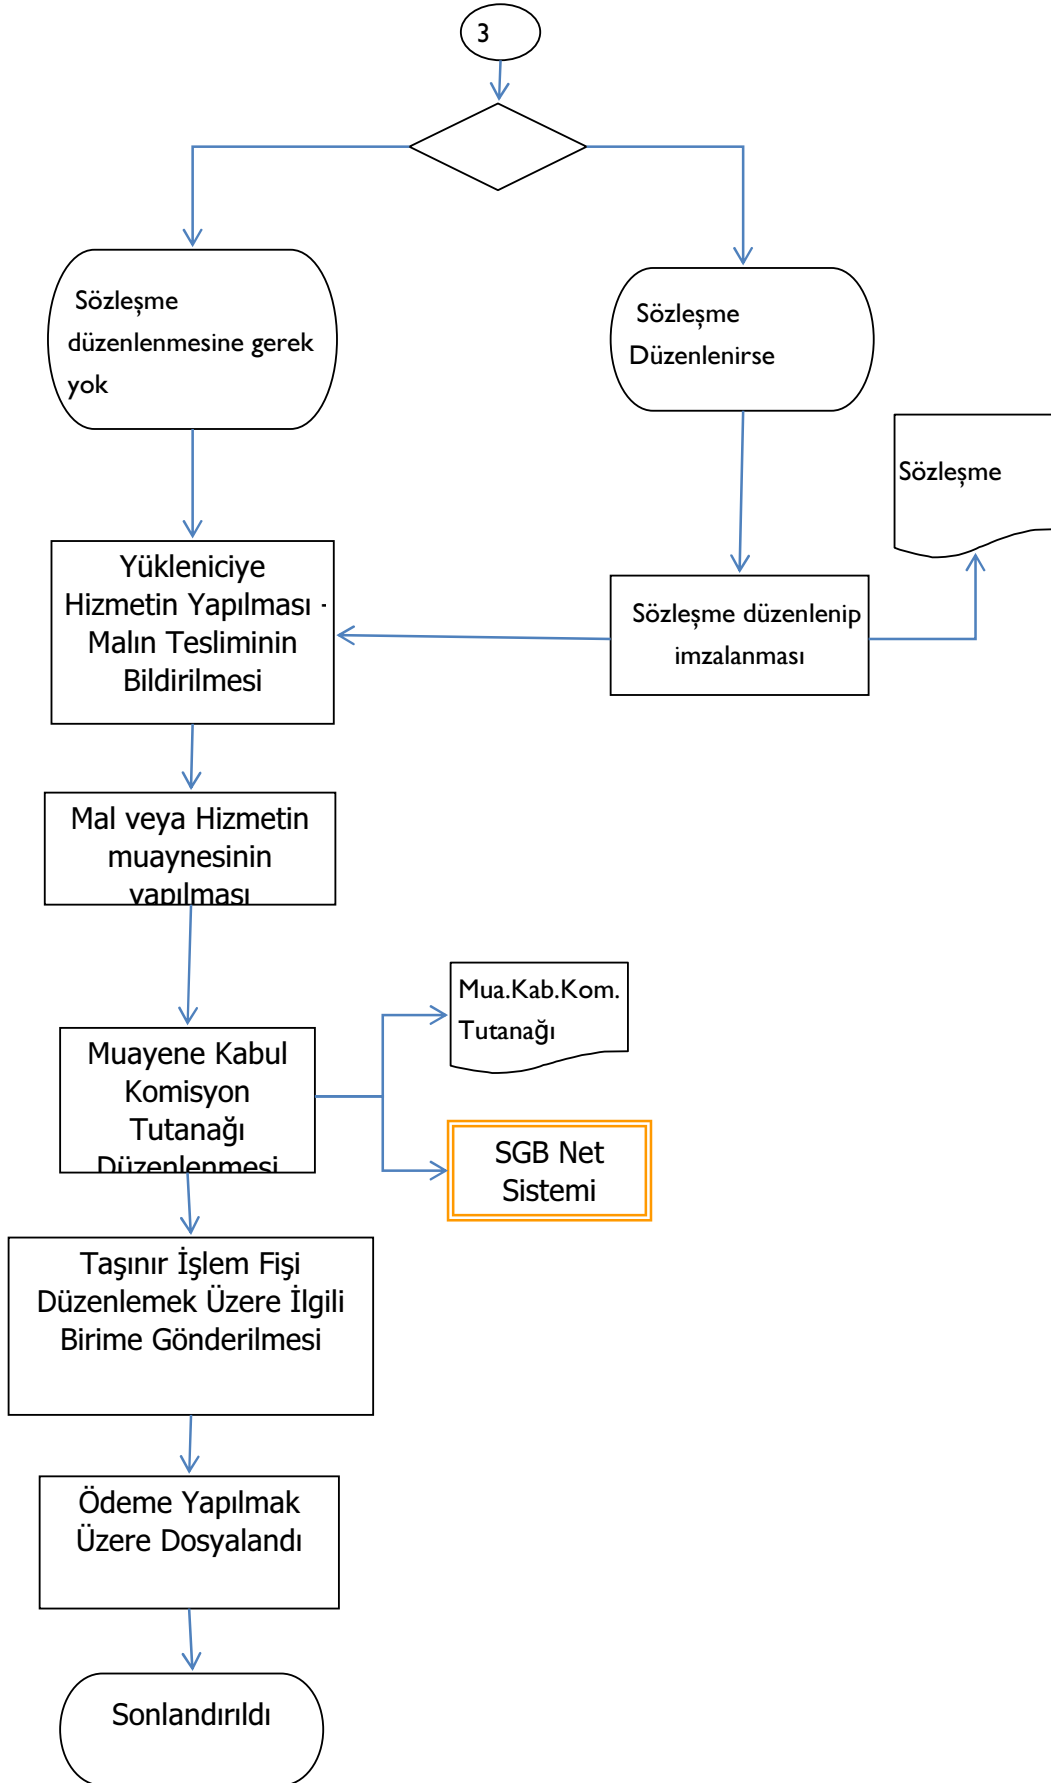 3
Sözleşme
düzenlenmesine gerek
yok
Sözleşme
Düzenlenirse
Sözleşme
Yükleniciye
Hizmetin Yapılması -
Malın Tesliminin
Bildirilmesi
Sözleşme düzenlenip
imzalanması
Mal veya Hizmetin
muaynesinin
yapılması
Mua.Kab.Kom.
Tutanağı
Muayene Kabul
Komisyon
Tutanağı
Düzenlenmesi
SGB Net
Sistemi
Taşınır İşlem Fişi
Düzenlemek Üzere İlgili
Birime Gönderilmesi
Ödeme Yapılmak
Üzere Dosyalandı
Sonlandırıldı